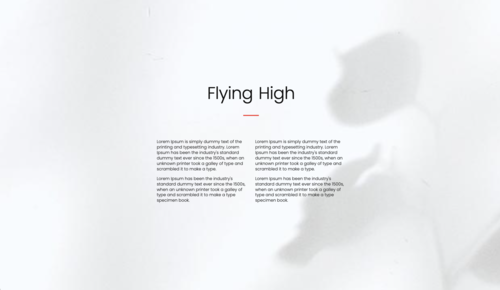 Flying High
Lorem Ipsum is simply dummy text of the
printing and typesetting industry. Lorem
Ipsum has been the industry's standard
dummy text ever since the 1500s, when an
unknown printer took a galley of type and
scrambled it to make a type
Lorem Ipsum has been the industry's
standard dummy text ever since the 1500s,
when an unknown printer took a galley of
type and scrambled it to make a type
specimen book.
Lorem Ipsum is simply dummy text of the
printing and typesetting industry. Lorem
Ipsum has been the industry's standard
dummy text ever since the 1500s, when an
unknown printer took a galley of type and
scrambled it to make a type
Lorem Ipsum has been the industry's
standard dummy text ever since the 1500s,
when an unknown printer took a galley of
type and scrambled it to make a type
specimen book.